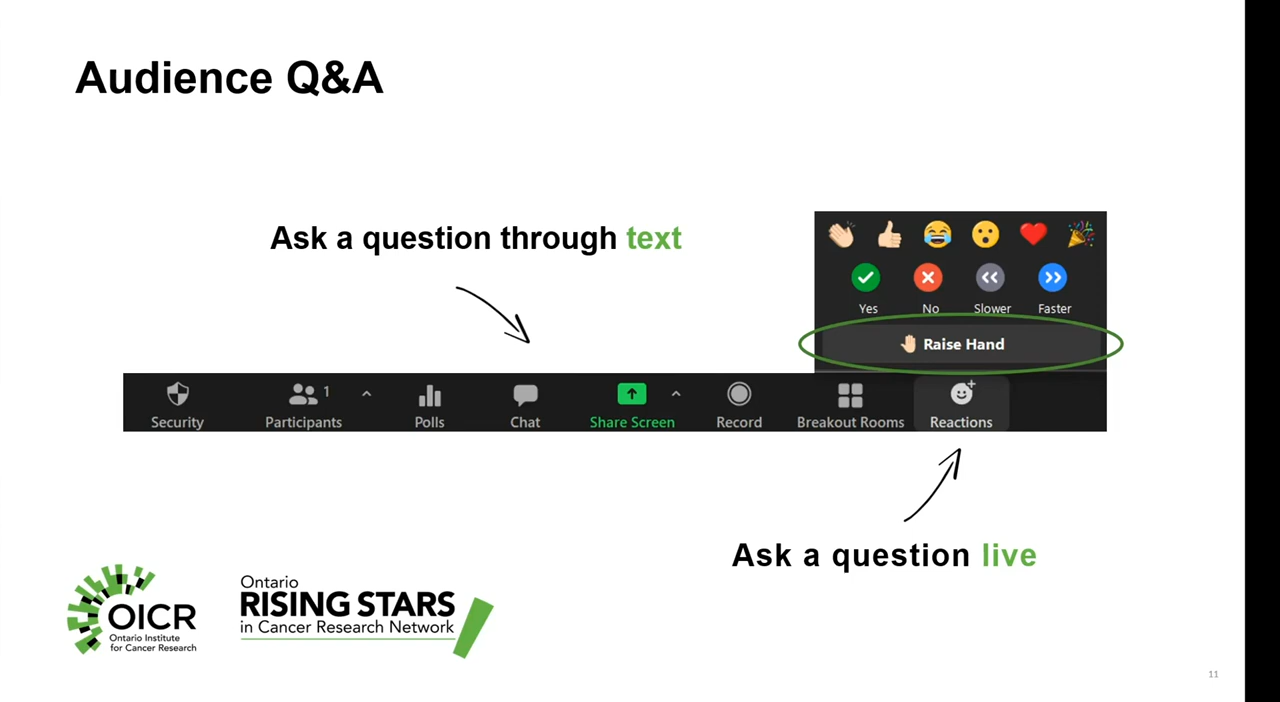 Audience Q&A
Ask a question through text
Yes No Slower Faster
Raise Hand
Security Participants 1 Polls Chat Share Screen Record Breakout Rooms Reactions
Ask a question live
OICR
Ontario Institute
for Cancer Research
Ontario
RISING STARS
in Cancer Research Network
11